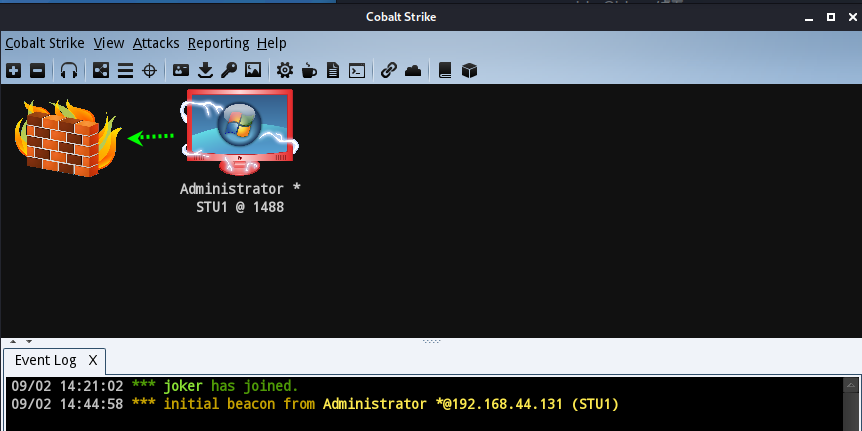 Cobalt Strike
Cobalt Strike View Attacks Reporting Help
Administrator *
STU1 @ 1488
Event Log X
09/02 14:21:02 *** joker has joined.
09/02 14:44:58 *** initial beacon from Administrator *@192.168.44.131 (STU1)